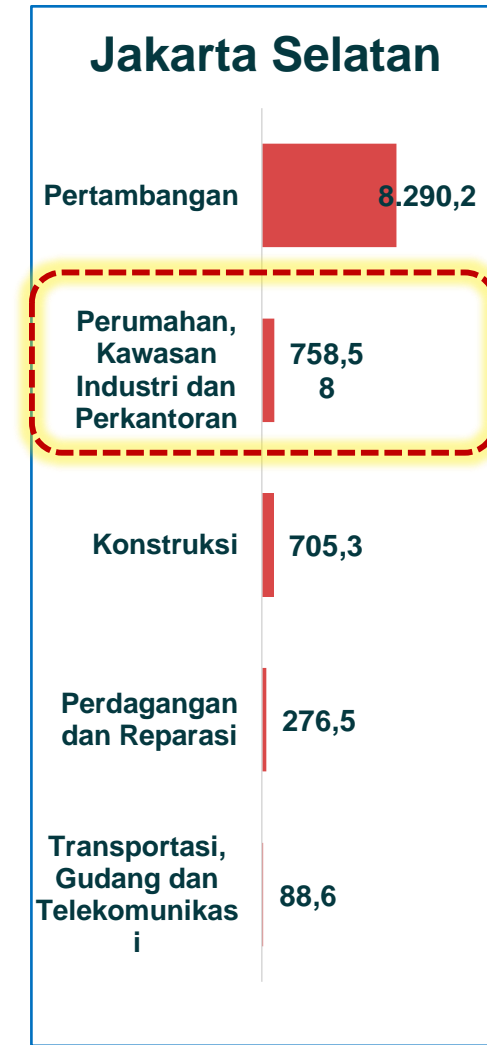 Jakarta Selatan
Pertambangan
8.290,2
Perumahan,
Kawasan
Industri dan
Perkantoran
758,5
8
Konstruksi
705,3
Perdagangan
dan Reparasi
276,5
Transportasi,
Gudang dan
Telekomunikas
i
88,6